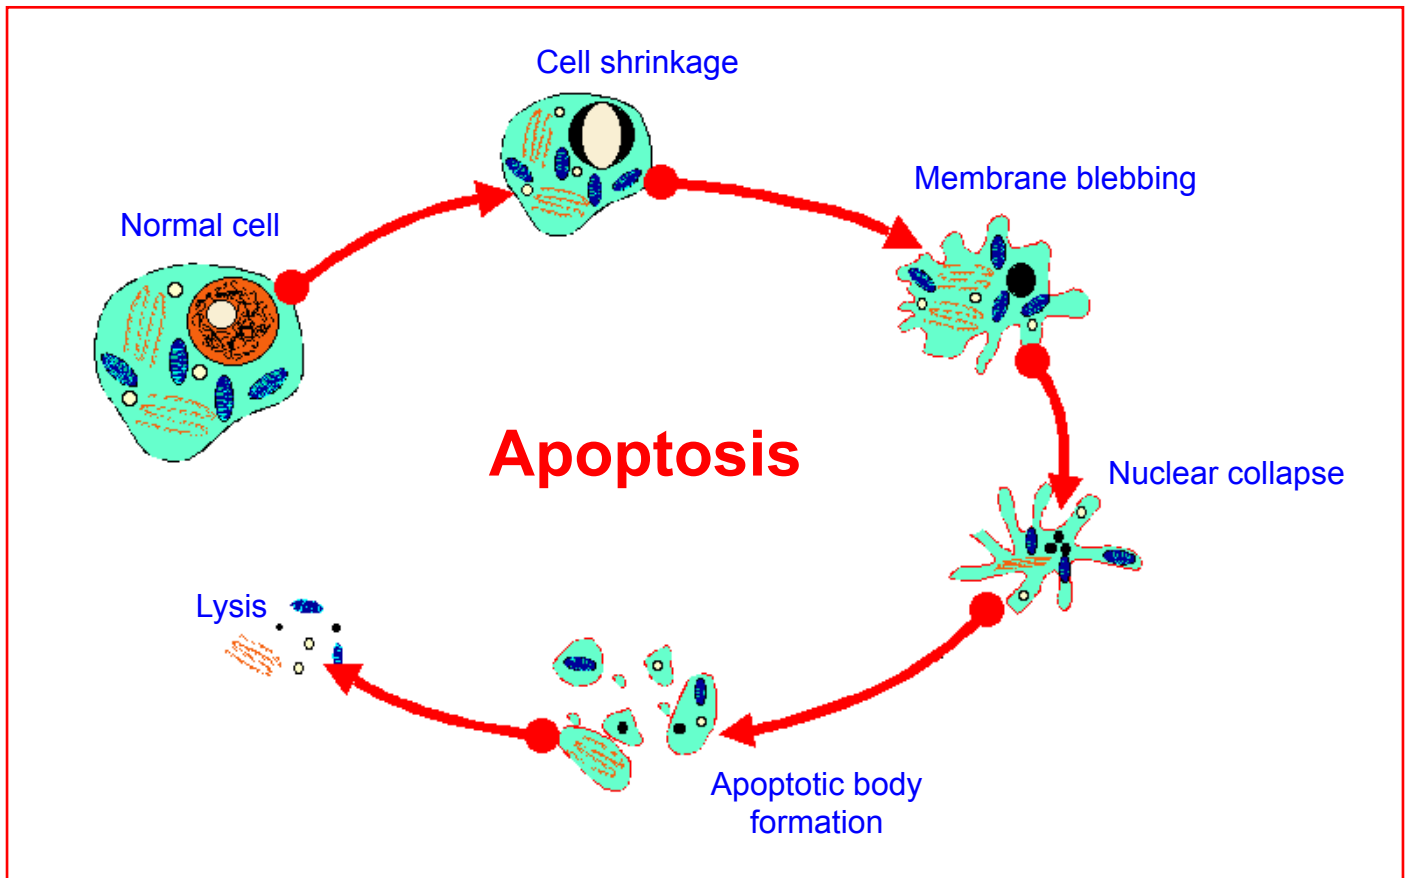 Cell shrinkage
Membrane blebbing
Normal cell
Apoptosis
Nuclear collapse
Lysis
Apoptotic body
formation